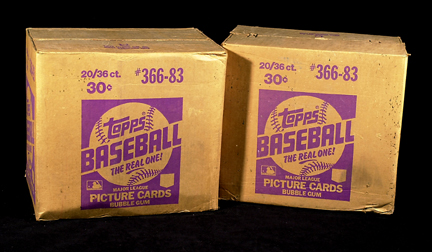 20/36 ct.
30¢
#366-83
Topps
BASEBALL
THE REAL ONE!
MAJOR LEAGUE
PICTURE CARDS
BUBBLE GUM
20/36 ct.
30¢
#366-83
Topps
BASEBALL
THE REAL ONE!
MAJOR LEAGUE
PICTURE CARDS
BUBBLE GUM